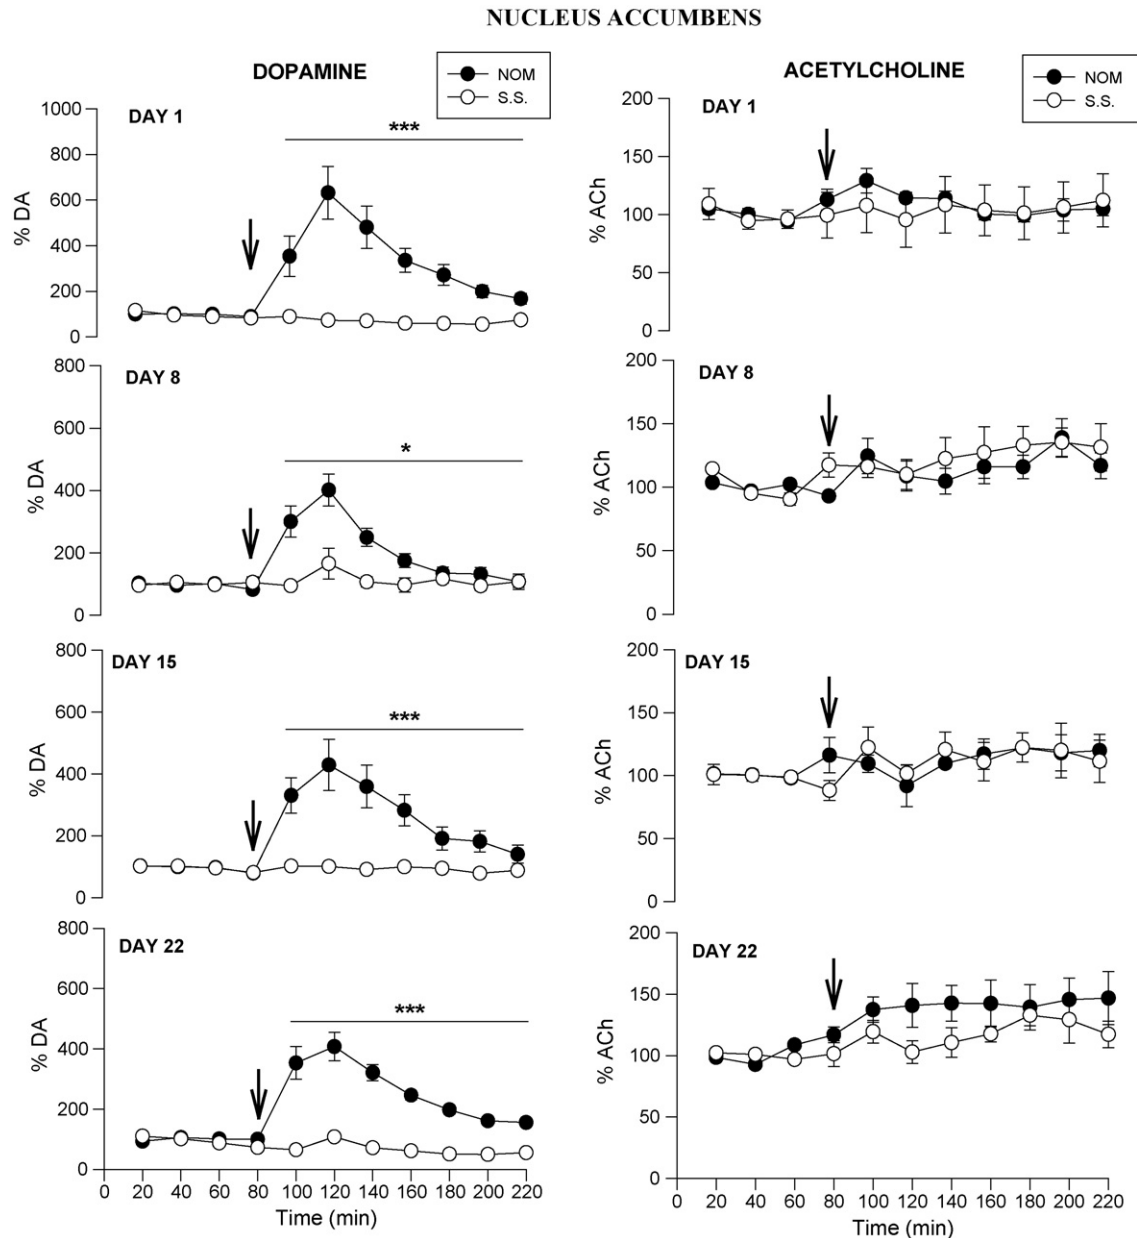 NUCLEUS ACCUMBENS
DOPAMINE
NOM
S.S.
DAY 1
***
1000
800
600
400
200
0
% DA
DAY 8
*
800
600
400
200
0
% DA
DAY 15
***
800
600
400
200
0
% DA
DAY 22
***
800
600
400
200
0
% DA
0 20 40 60 80 100 120 140 160 180 200 220
Time (min)
ACETYLCHOLINE
NOM
S.S.
DAY 1
200
150
100
50
0
% ACh
DAY 8
200
150
100
50
0
% ACh
DAY 15
200
150
100
50
0
% ACh
DAY 22
200
150
100
50
0
% ACh
0 20 40 60 80 100 120 140 160 180 200 220
Time (min)